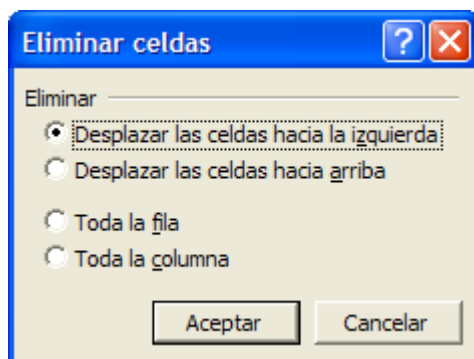 Eliminar celdas
Eliminar
Desplazar las celdas hacia la izquierda
Desplazar las celdas hacia arriba
Toda la fila
Toda la columna
Aceptar Cancelar